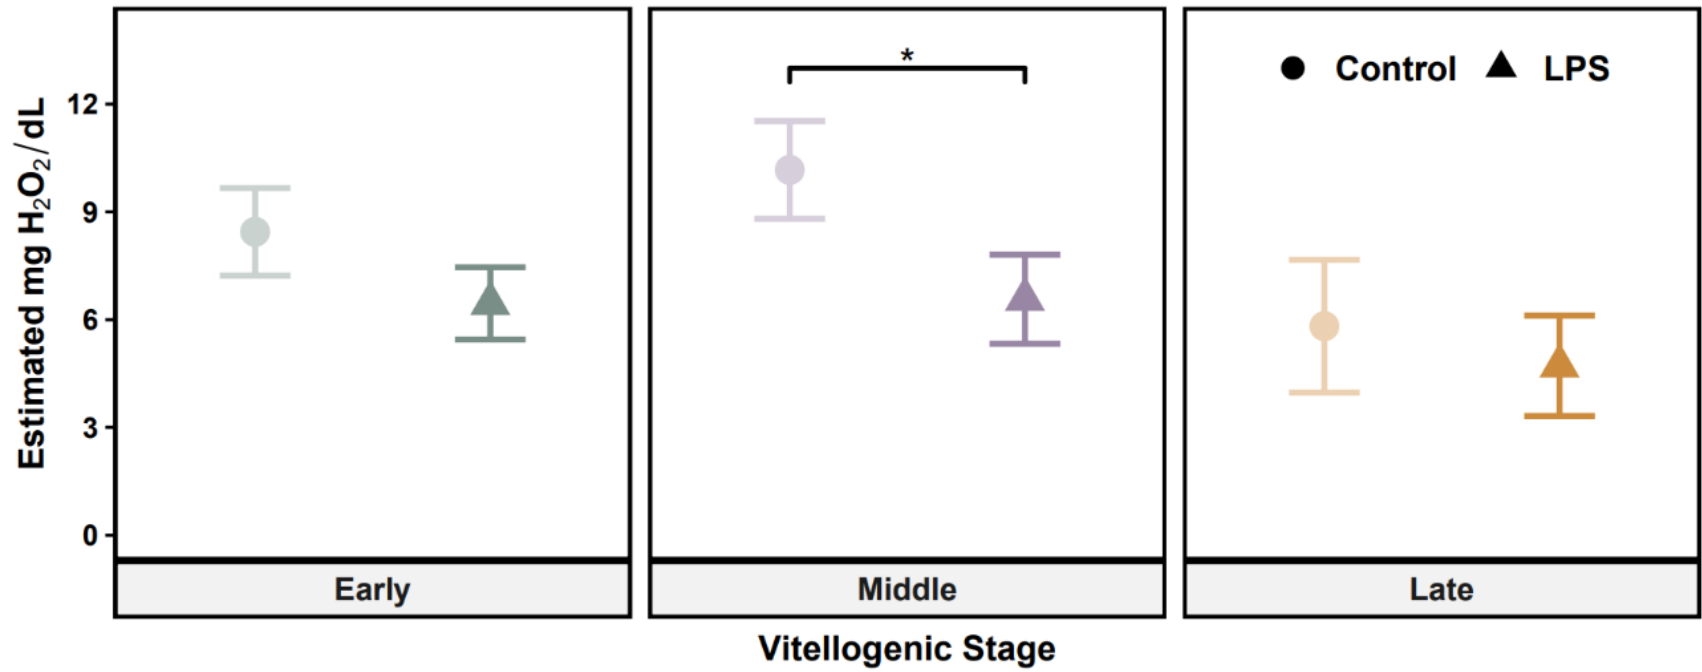 Estimated mg H₂O₂/dL
12
9
6
3
0
*
Control LPS
Early Middle Late
Vitellogenic Stage